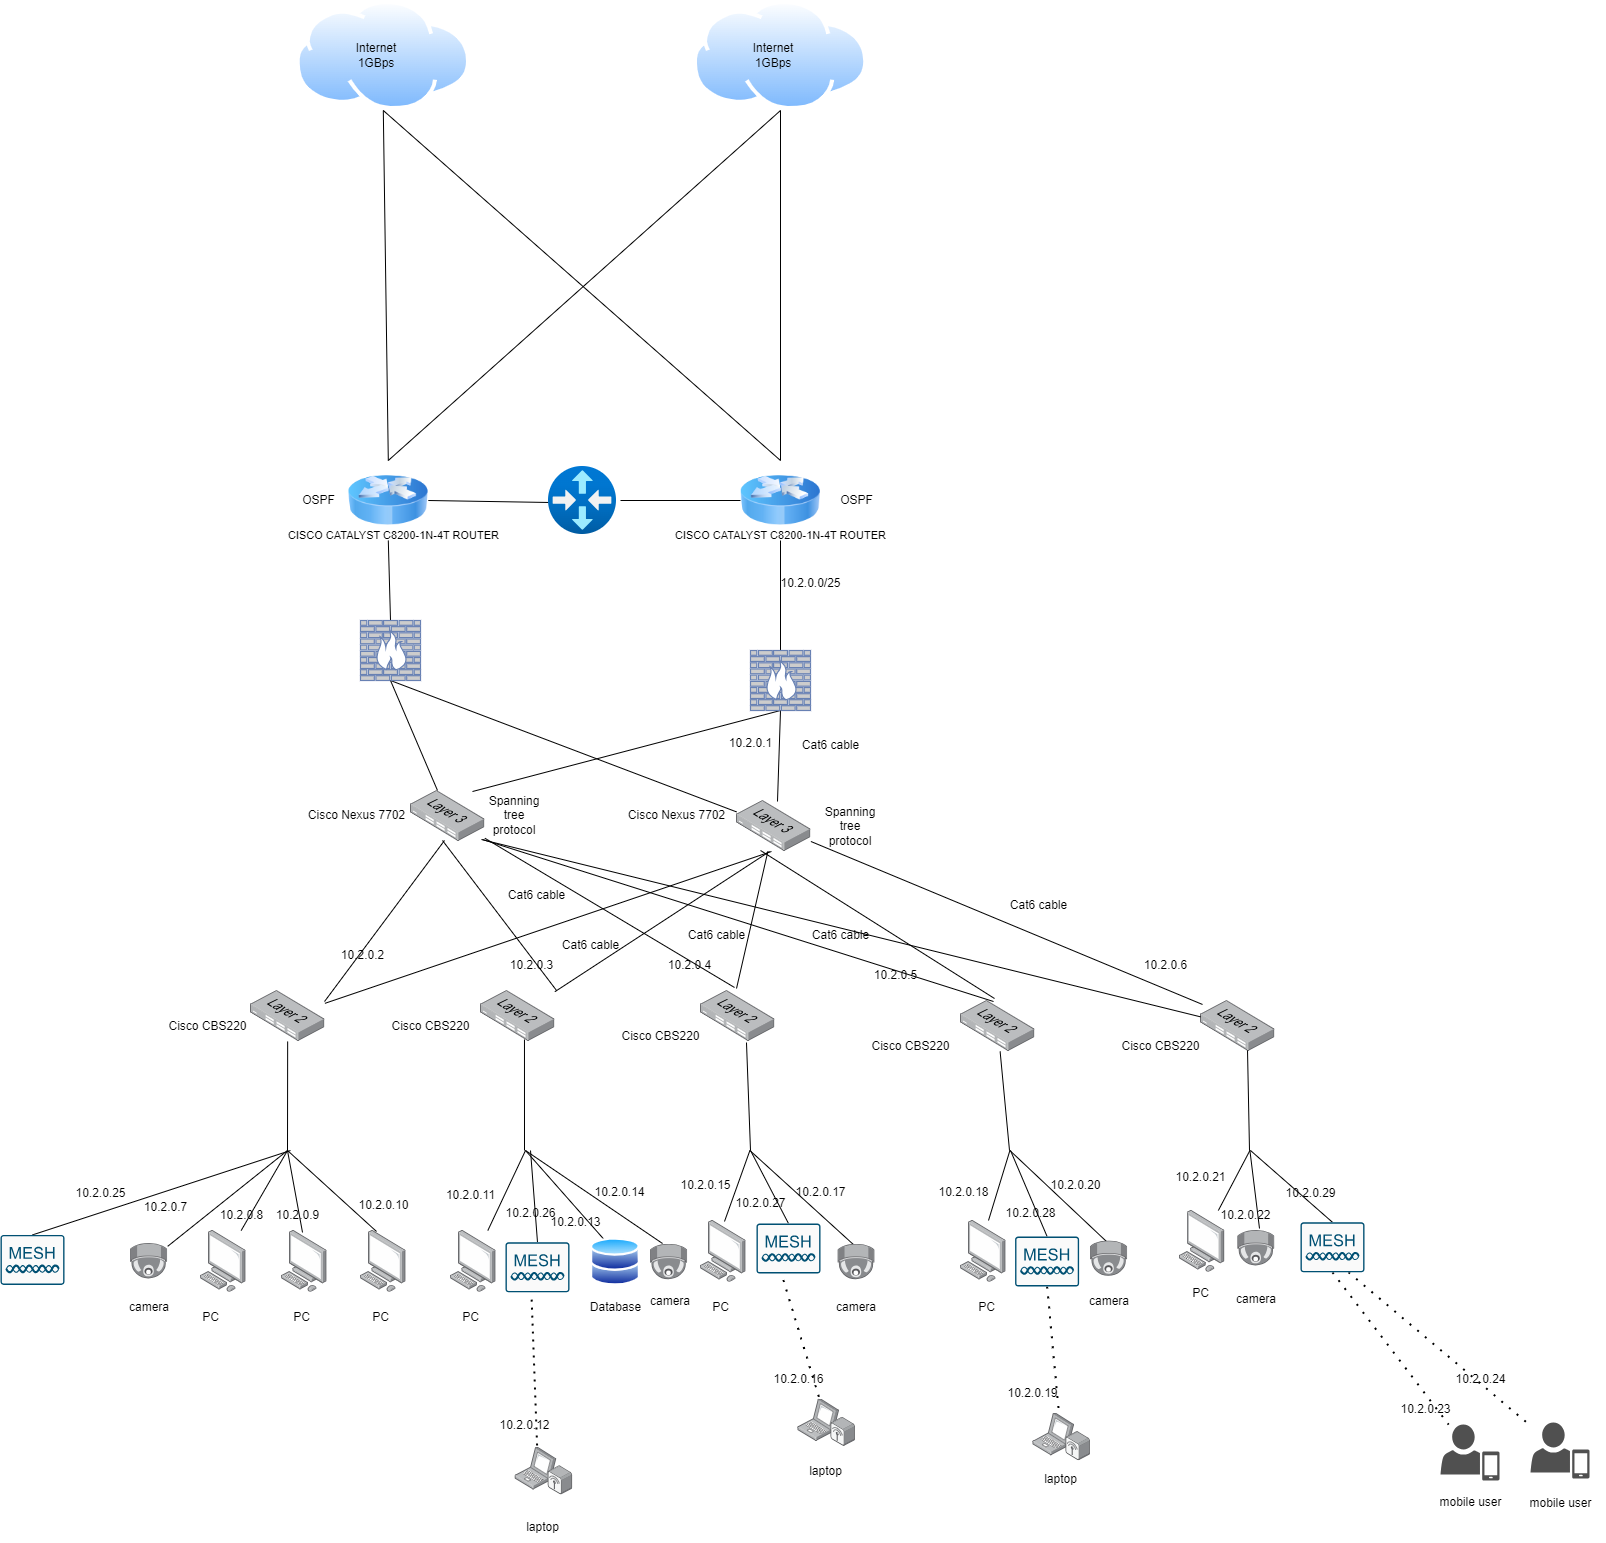 Internet
1GBps
Internet
1GBps
OSPF
OSPF
CISCO CATALYST C8200-1N-4T ROUTER
CISCO CATALYST C8200-1N-4T ROUTER
10.2.0.0/25
10.2.0.1
Cat6 cable
Cisco Nexus 7702
Layer 3
Spanning
tree
protocol
Cisco Nexus 7702
Layer 3
Spanning
tree
protocol
Cat6 cable
Cat6 cable
Cat6 cable
Cat6 cable
Cat6 cable
10.2.0.2
10.2.0.3
10.2.0.4
10.2.0.5
10.2.0.6
Layer 2
Layer 2
Layer 2
Layer 2
Layer 2
Cisco CBS220
Cisco CBS220
Cisco CBS220
Cisco CBS220
Cisco CBS220
10.2.0.25
10.2.0.7
10.2.0.8
10.2.0.9
10.2.0.10
10.2.0.11
10.2.0.26
10.2.0.13
10.2.0.14
10.2.0.15
10.2.0.27
10.2.0.17
10.2.0.18
10.2.0.28
10.2.0.20
10.2.0.21
10.2.0.22
10.2.0.29
MESH
MESH
MESH
MESH
MESH
camera
PC
PC
PC
PC
Database
camera
PC
camera
PC
camera
PC
camera
10.2.0.12
10.2.0.16
10.2.0.19
10.2.0.23
10.2.0.24
laptop
laptop
laptop
mobile user
mobile user